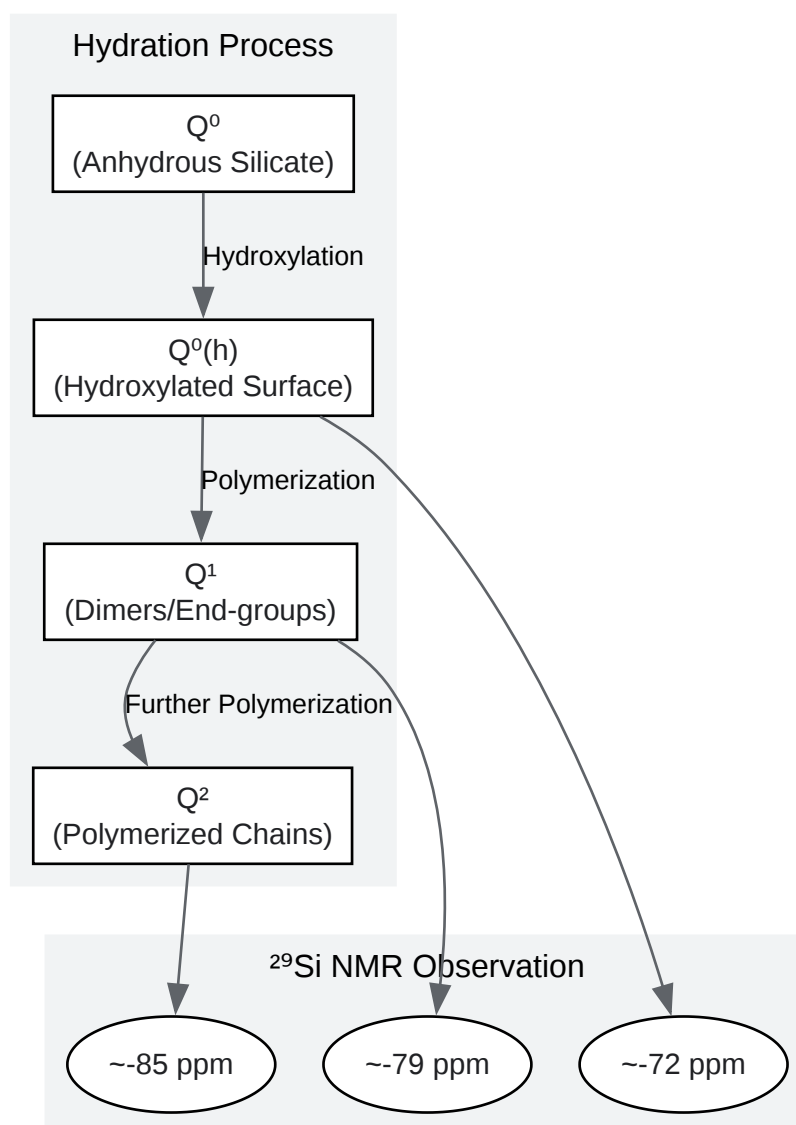 Hydration Process
Q⁰
(Anhydrous Silicate)
Hydroxylation
Q⁰(h)
(Hydroxylated Surface)
Polymerization
Q¹
(Dimers/End-groups)
Further Polymerization
Q²
(Polymerized Chains)
²⁹Si NMR Observation
~-85 ppm
~-79 ppm
~-72 ppm